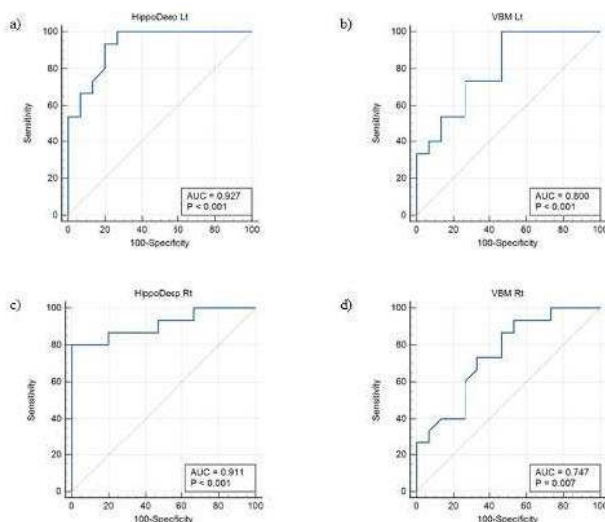 a)
HippoDeep Lt
100
80
60
40
20
0
Sensitivity
AUC = 0.927
P < 0.001
0 20 40 60 80 100
100-Specificity
b)
VBM Lt
100
80
60
40
20
0
Sensitivity
AUC = 0.800
P < 0.001
0 20 40 60 80 100
100-Specificity
c)
HippoDeep Rt
100
80
60
40
20
0
Sensitivity
AUC = 0.911
P < 0.001
0 20 40 60 80 100
100-Specificity
d)
VBM Rt
100
80
60
40
20
0
Sensitivity
AUC = 0.747
P = 0.007
0 20 40 60 80 100
100-Specificity